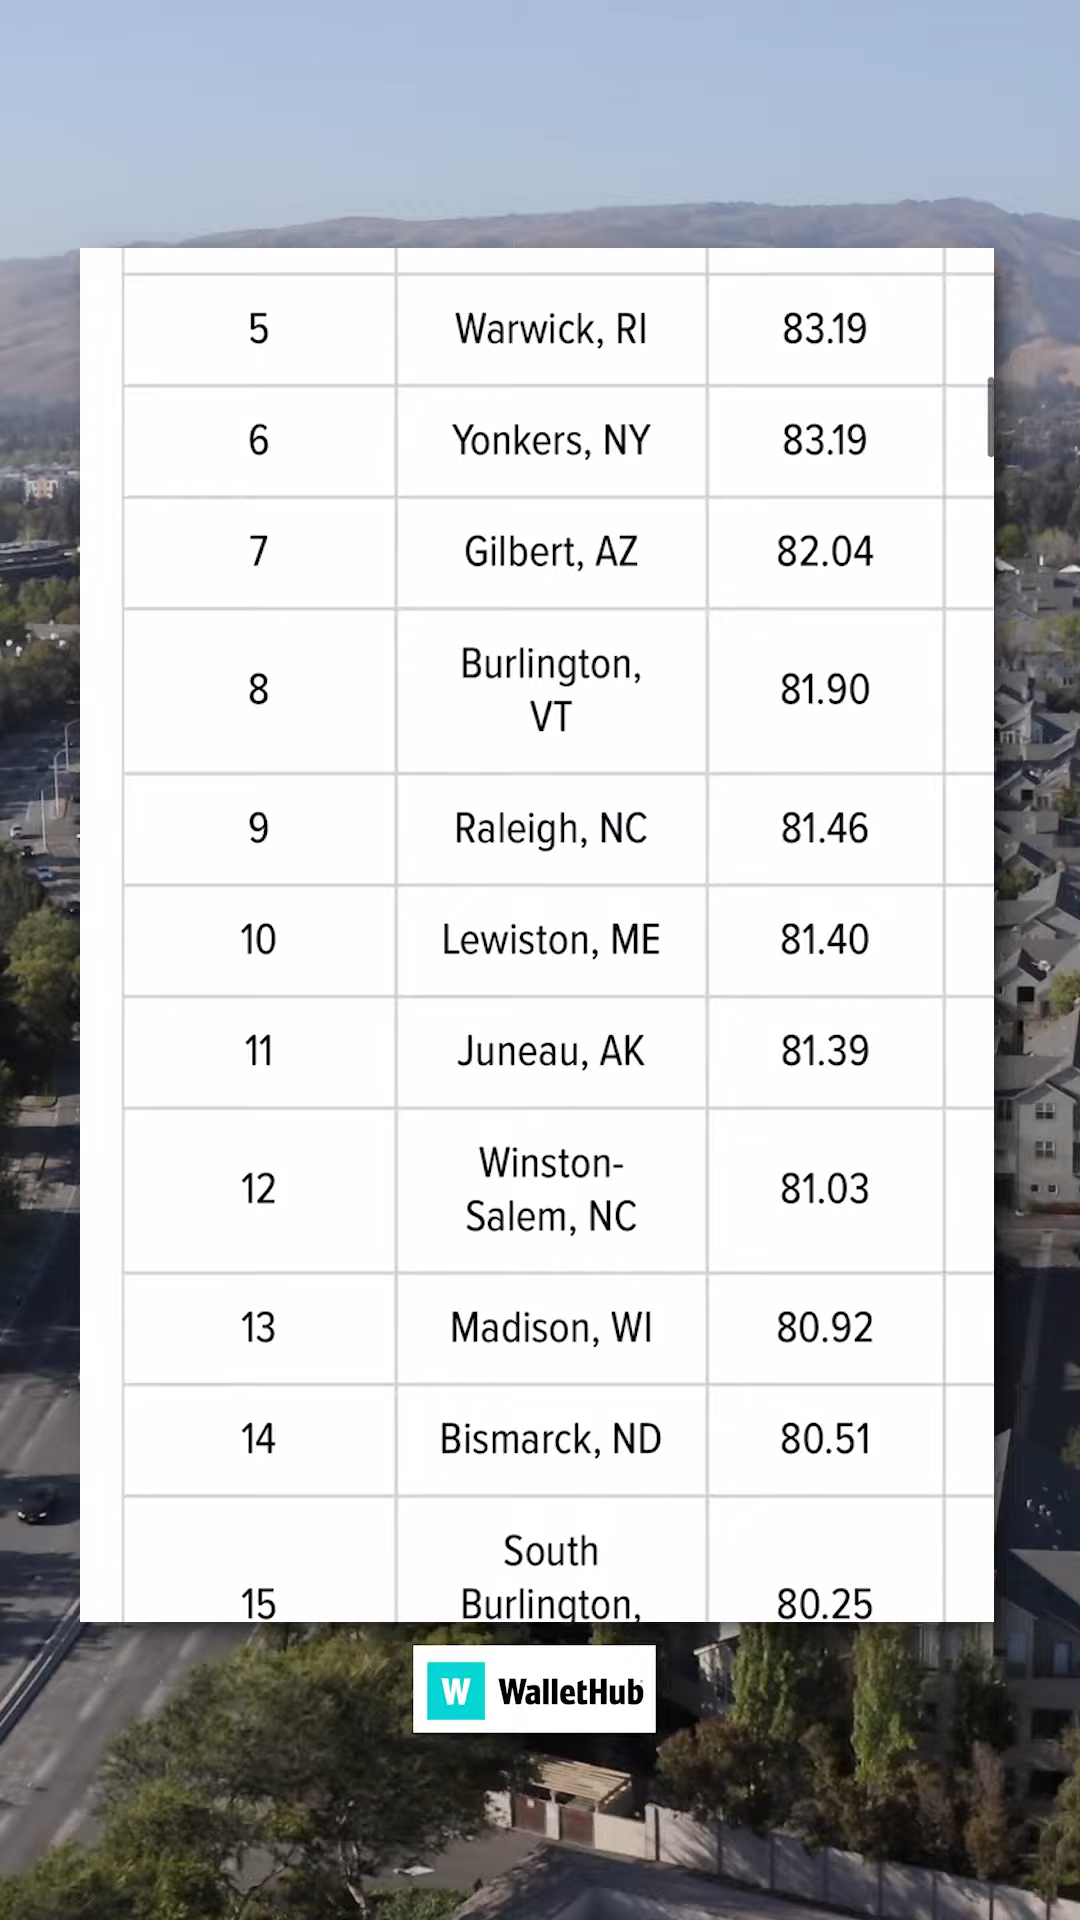 5 Warwick, RI 83.19
6 Yonkers, NY 83.19
7 Gilbert, AZ 82.04
8 Burlington, VT 81.90
9 Raleigh, NC 81.46
10 Lewiston, ME 81.40
11 Juneau, AK 81.39
12 Winston-Salem, NC 81.03
13 Madison, WI 80.92
14 Bismarck, ND 80.51
15 South Burlington, 80.25
W WalletHub